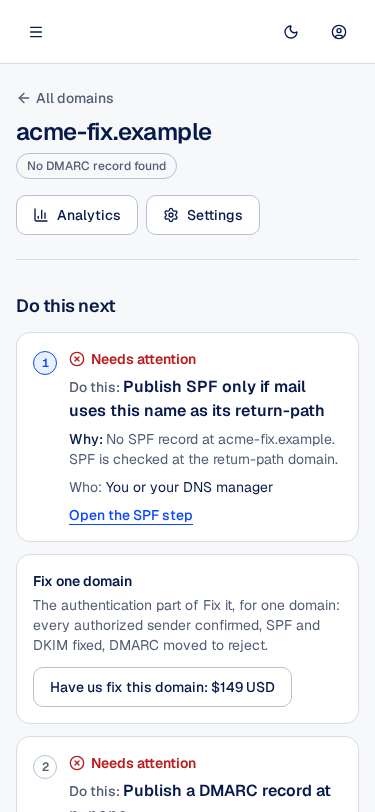 All domains
acme-fix.example
No DMARC record found
Analytics
Settings
Do this next
1
Needs attention
Do this: Publish SPF only if mail
uses this name as its return-path
Why: No SPF record at acme-fix.example.
SPF is checked at the return-path domain.
Who: You or your DNS manager
Open the SPF step
Fix one domain
The authentication part of Fix it, for one domain:
every authorized sender confirmed, SPF and
DKIM fixed, DMARC moved to reject.
Have us fix this domain: $149 USD
2
Needs attention
Do this: Publish a DMARC record at